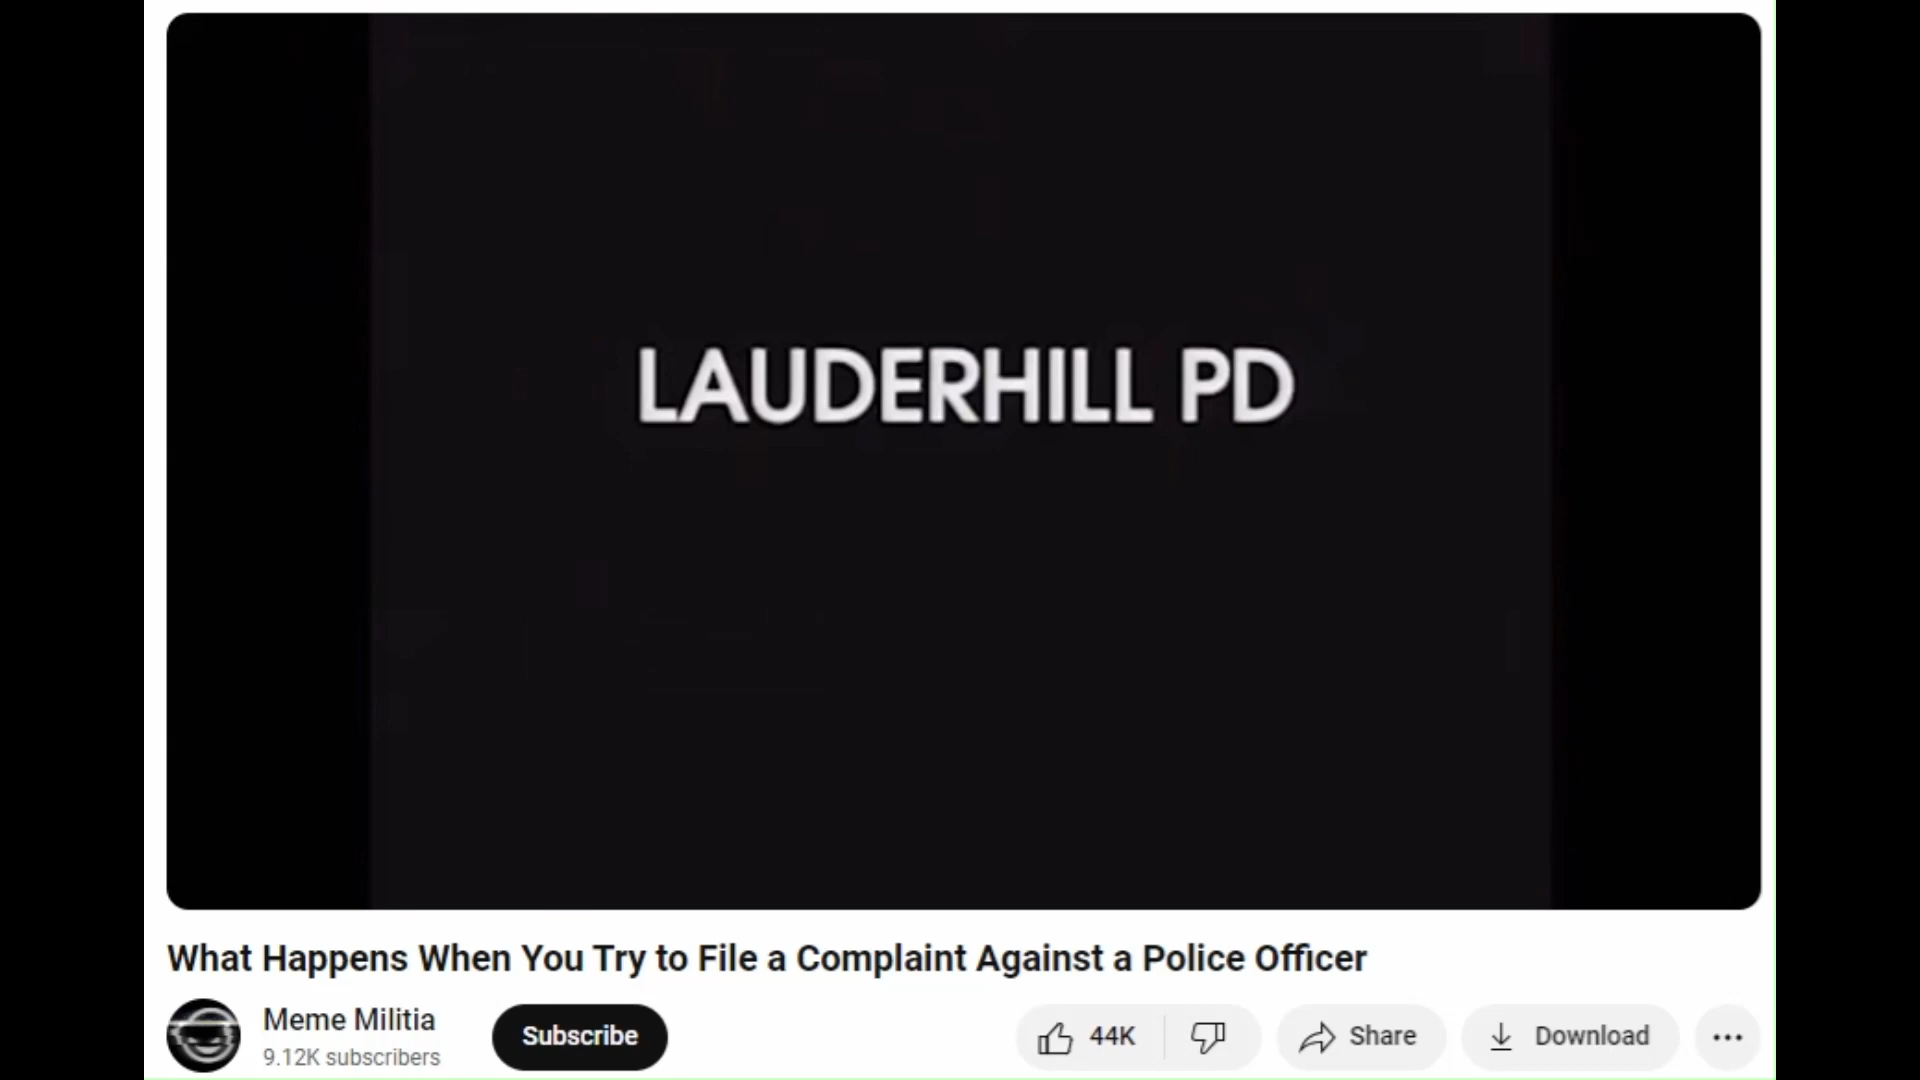 LAUDERHILL PD
What Happens When You Try to File a Complaint Against a Police Officer
Meme Militia
9.12K subscribers
Subscribe
44K
Share
Download